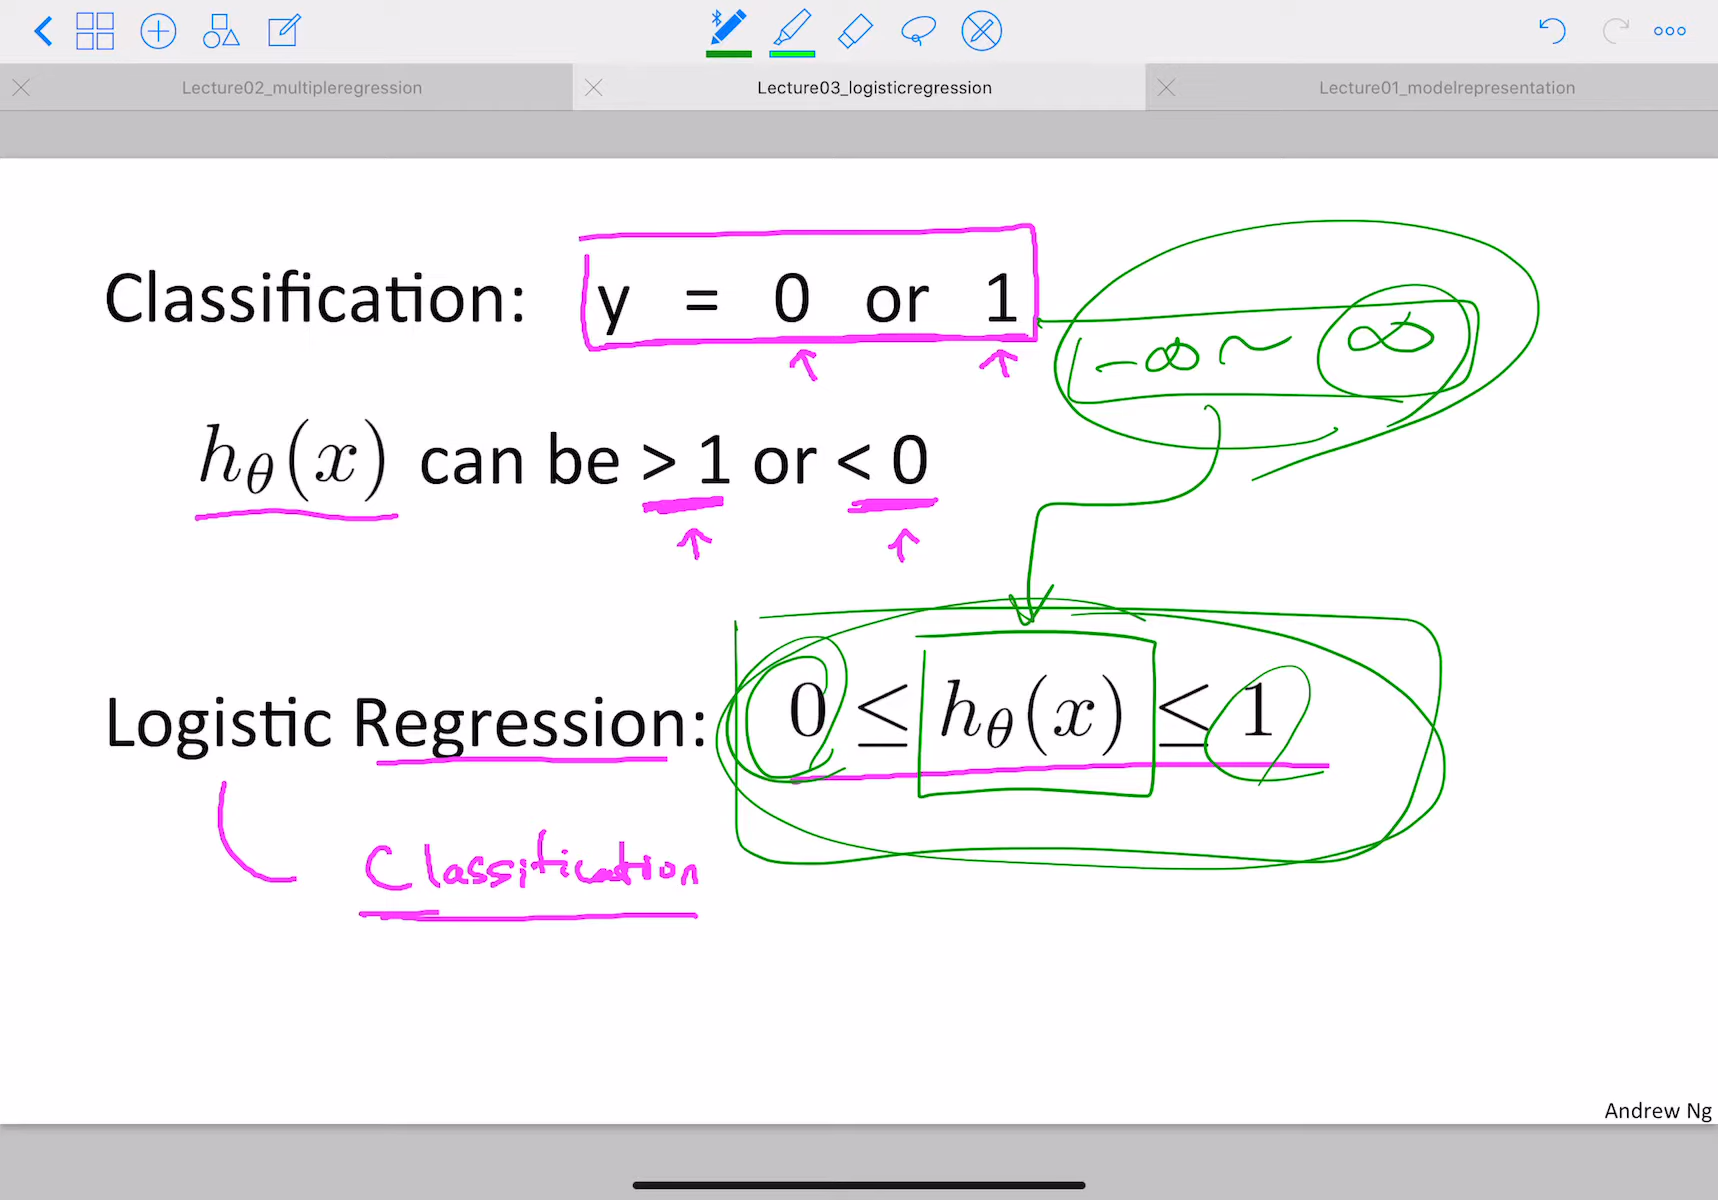 Lecture02_multipleregression
Lecture03_logisticregression
Lecture01_modelrepresentation
Classification: y = 0 or 1
-∞ ~ ∞
hθ(x) can be > 1 or < 0
Logistic Regression: 0 ≤ hθ(x) ≤ 1
Classification
Andrew Ng